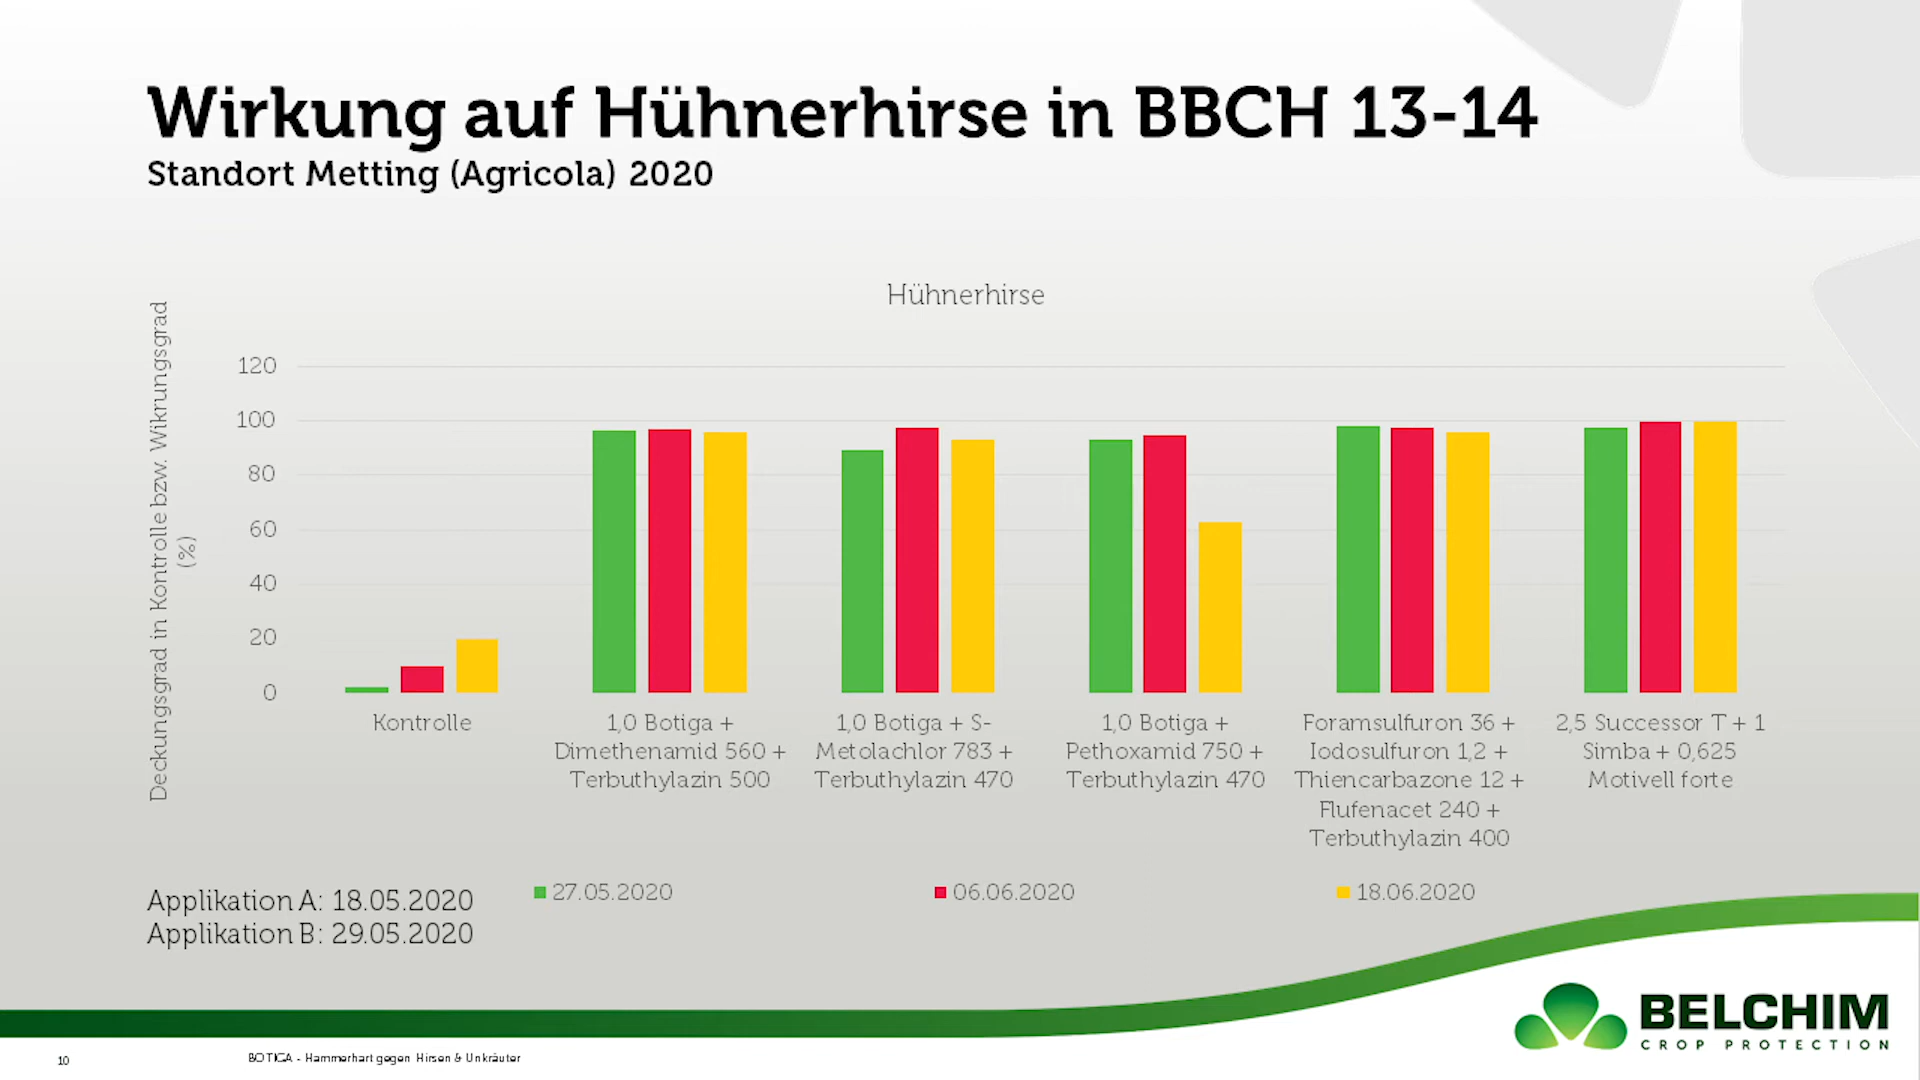 Wirkung auf Hühnerhirse in BBCH 13-14
Standort Metting (Agricola) 2020
Hühnerhirse
Deckungsgrad in Kontrolle bzw. Wikrungsgrad
(%)
120
100
80
60
40
20
0
Kontrolle
1,0 Botiga +
Dimethenamid 560 +
Terbuthylazin 500
1,0 Botiga + S-
Metolachlor 783 +
Terbuthylazin 470
1,0 Botiga +
Pethoxamid 750 +
Terbuthylazin 470
Foramsulfuron 36 +
Iodosulfuron 1,2 +
Thiencarbazone 12 +
Flufenacet 240 +
Terbuthylazin 400
2,5 Successor T + 1
Simba + 0,625
Motivell forte
27.05.2020
06.06.2020
18.06.2020
Applikation A: 18.05.2020
Applikation B: 29.05.2020
BELCHIM
CROP PROTECTION
10
BOTIGA - Hammerhart gegen Hirsen & Unkräuter